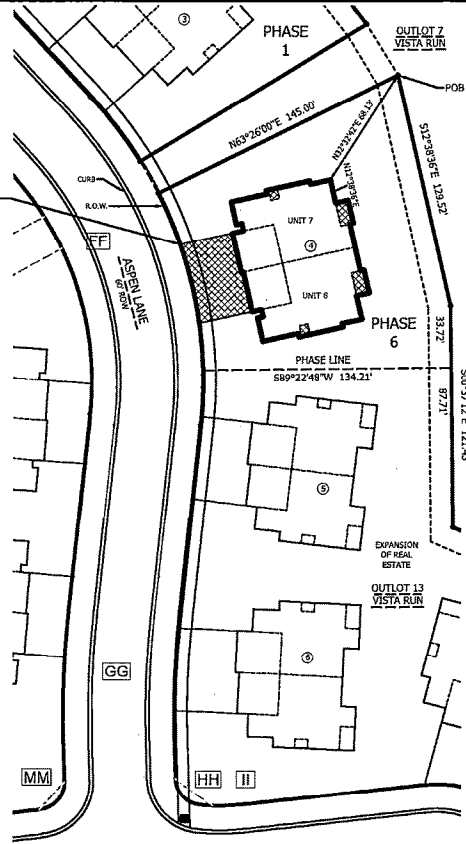 3
PHASE
1
OUTLOT 7
VISTA RUN
POB
N63°26'00"E 145.00'
N32°32'42"E 68.13'
N12°38'36"E
S12°38'36"E 129.52'
CURB
R.O.W.
FF
ASPEN LANE
60' ROW
UNIT 7
4
UNIT 8
PHASE
6
33.72'
PHASE LINE
S89°22'48"W 134.21'
87.71'
5
EXPANSION
OF REAL
ESTATE
OUTLOT 13
VISTA RUN
6
GG
MM
HH
II